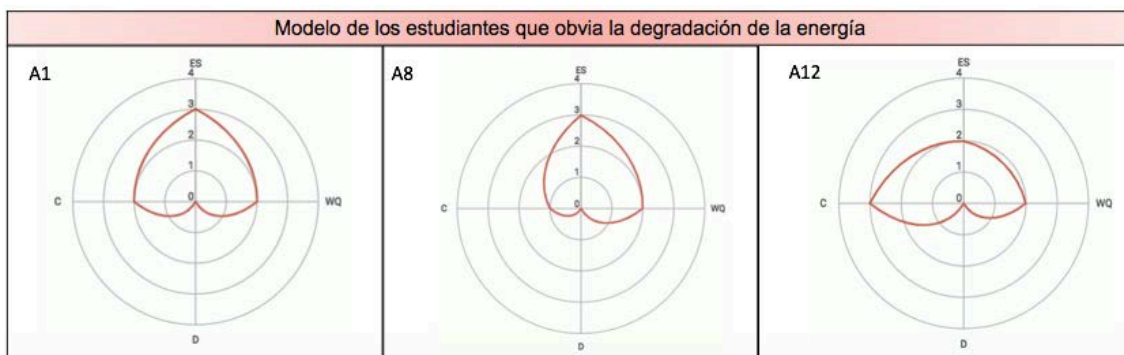 Modelo de los estudiantes que obvia la degradación de la energía
A1
ES
4
3
2
1
0
C
WQ
D
A8
ES
4
3
2
1
0
C
WQ
D
A12
ES
4
3
2
1
0
C
WQ
D